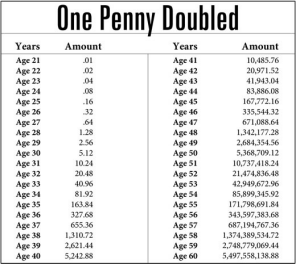 One Penny Doubled
Years Amount Years Amount
Age 21 .01 Age 41 10,485.76
Age 22 .02 Age 42 20,971.52
Age 23 .04 Age 43 41,943.04
Age 24 .08 Age 44 83,886.08
Age 25 .16 Age 45 167,772.16
Age 26 .32 Age 46 335,544.32
Age 27 .64 Age 47 671,088.64
Age 28 1.28 Age 48 1,342,177.28
Age 29 2.56 Age 49 2,684,354.56
Age 30 5.12 Age 50 5,368,709.12
Age 31 10.24 Age 51 10,737,418.24
Age 32 20.48 Age 52 21,474,836.48
Age 33 40.96 Age 53 42,949,672.96
Age 34 81.92 Age 54 85,899,345.92
Age 35 163.84 Age 55 171,798,691.84
Age 36 327.68 Age 56 343,597,383.68
Age 37 655.36 Age 57 687,194,767.36
Age 38 1,310.72 Age 58 1,374,389,534.72
Age 39 2,621.44 Age 59 2,748,779,069.44
Age 40 5,242.88 Age 60 5,497,558,138.88